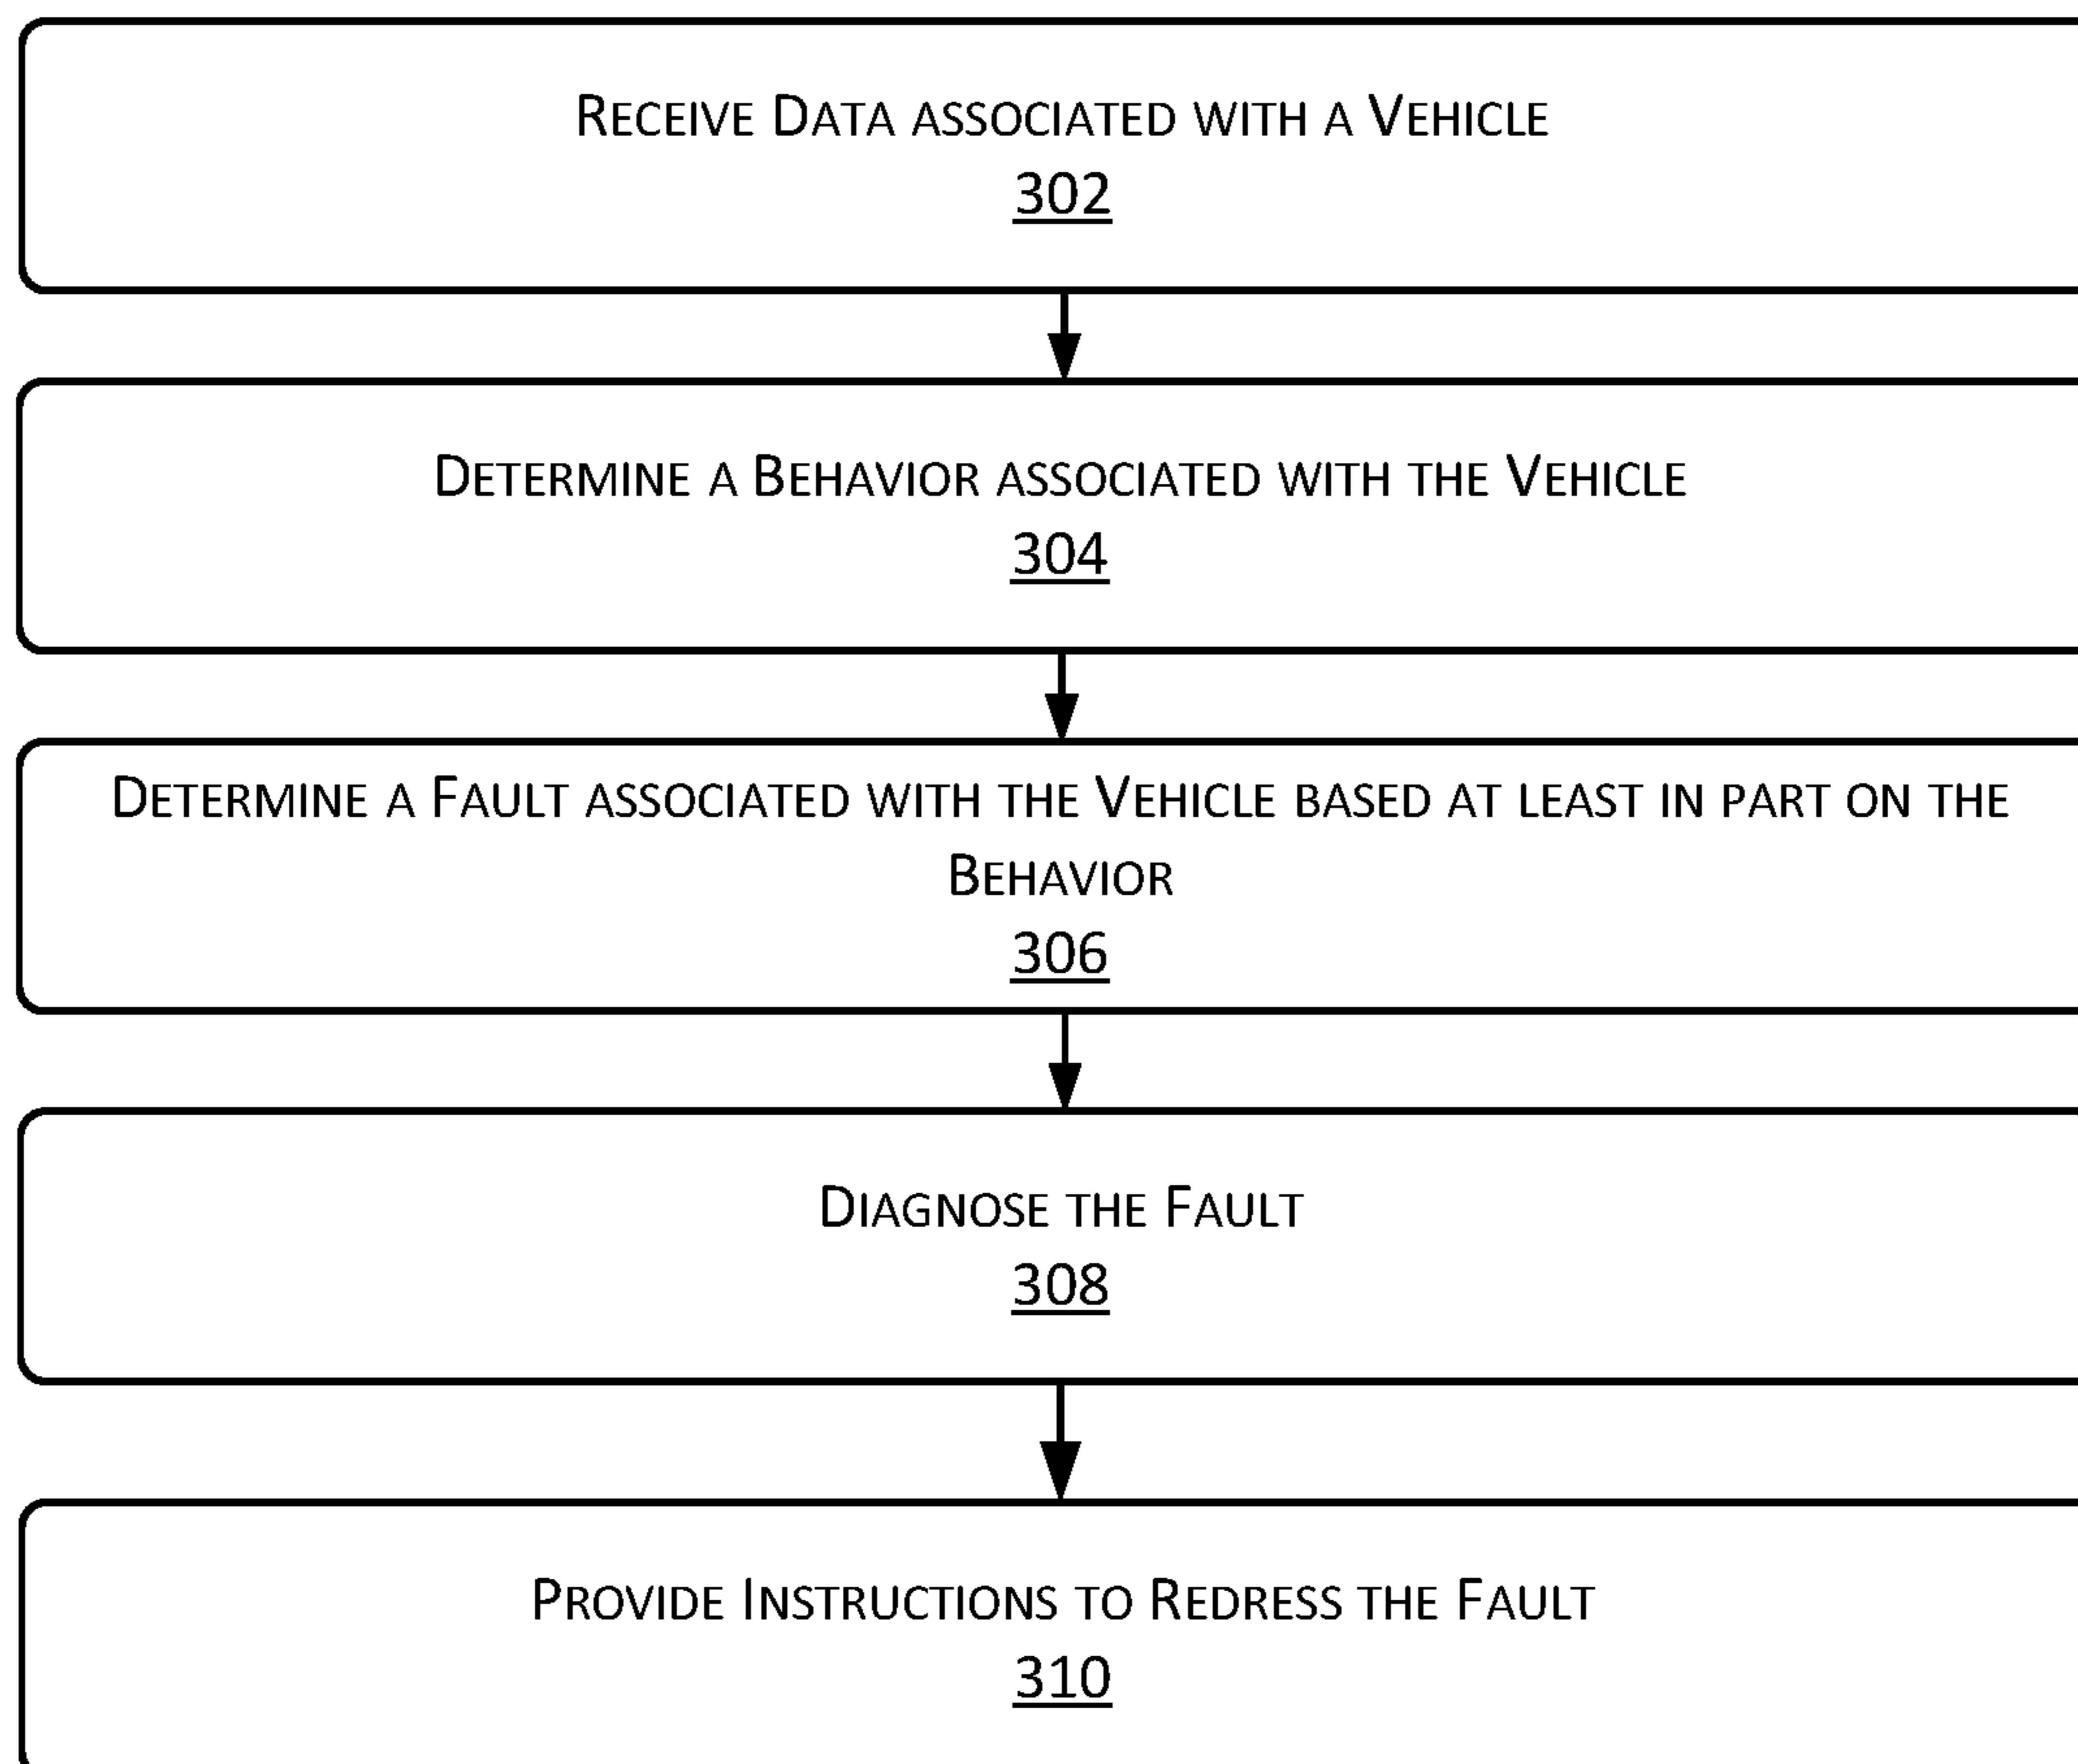 Receive Data associated with a Vehicle
302
Determine a Behavior associated with the Vehicle
304
Determine a Fault associated with the Vehicle based at least in part on the
Behavior
306
Diagnose the Fault
308
Provide Instructions to Redress the Fault
310